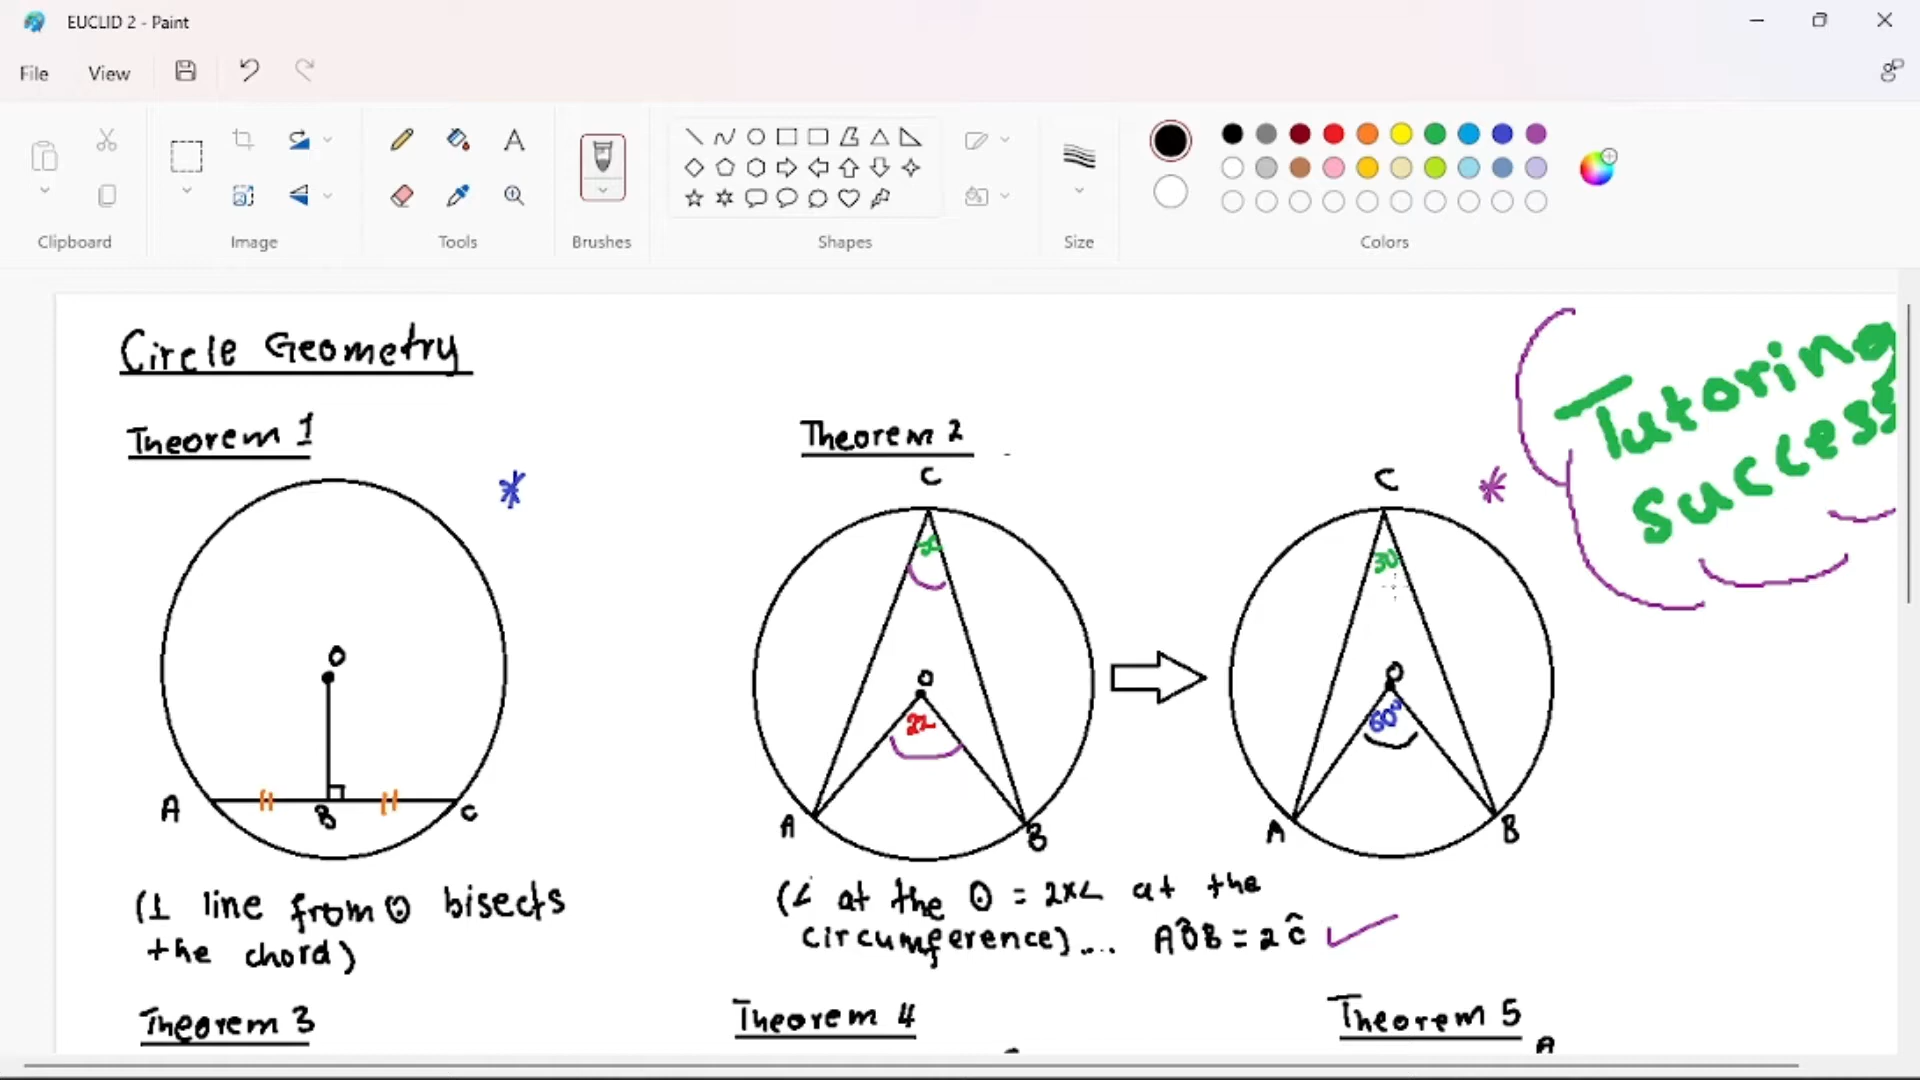 EUCLID 2 - Paint
File View
Clipboard Image Tools Brushes Shapes Size Colors
Circle Geometry
Tutoring
success
Theorem 1
O
A B C
(⊥ line from O bisects
the chord)
Theorem 2
C
x
O
2x
A B
C
30
O
60°
A B
(∠ at the O = 2x∠ at the
circumference).... AÔB = 2Ĉ
Theorem 3
Theorem 4
Theorem 5
A